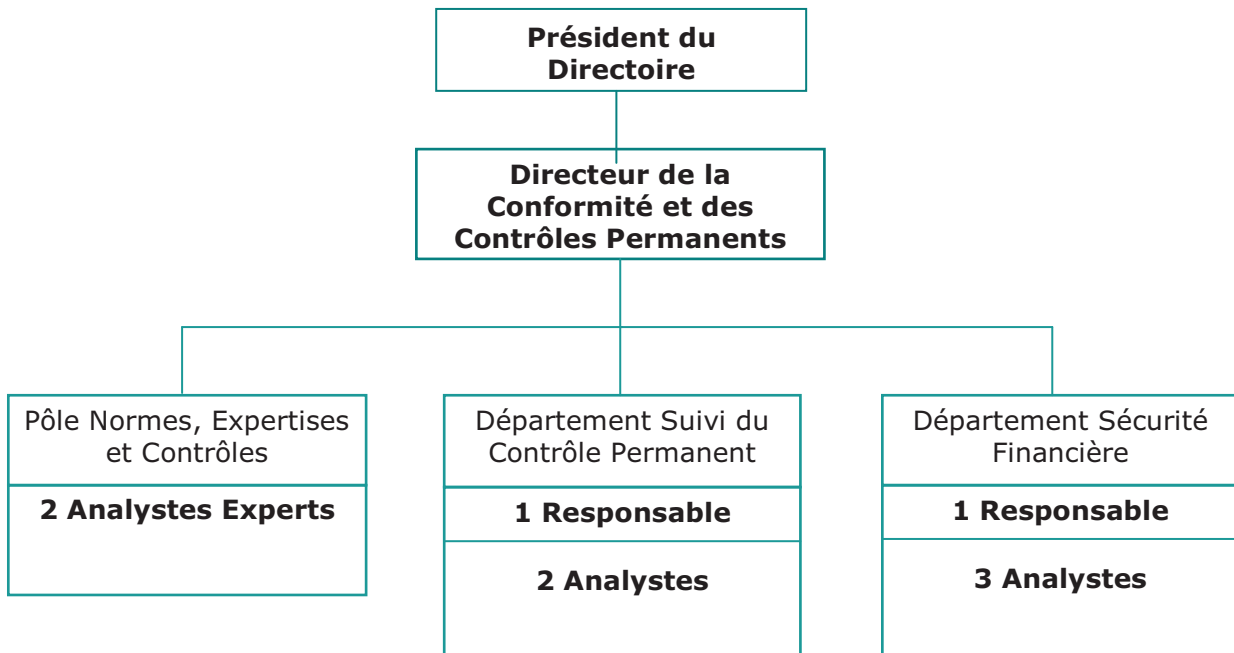 Président du
Directoire
Directeur de la
Conformité et des
Contrôles Permanents
Pôle Normes, Expertises
et Contrôles
2 Analystes Experts
Département Suivi du
Contrôle Permanent
1 Responsable
2 Analystes
Département Sécurité
Financière
1 Responsable
3 Analystes